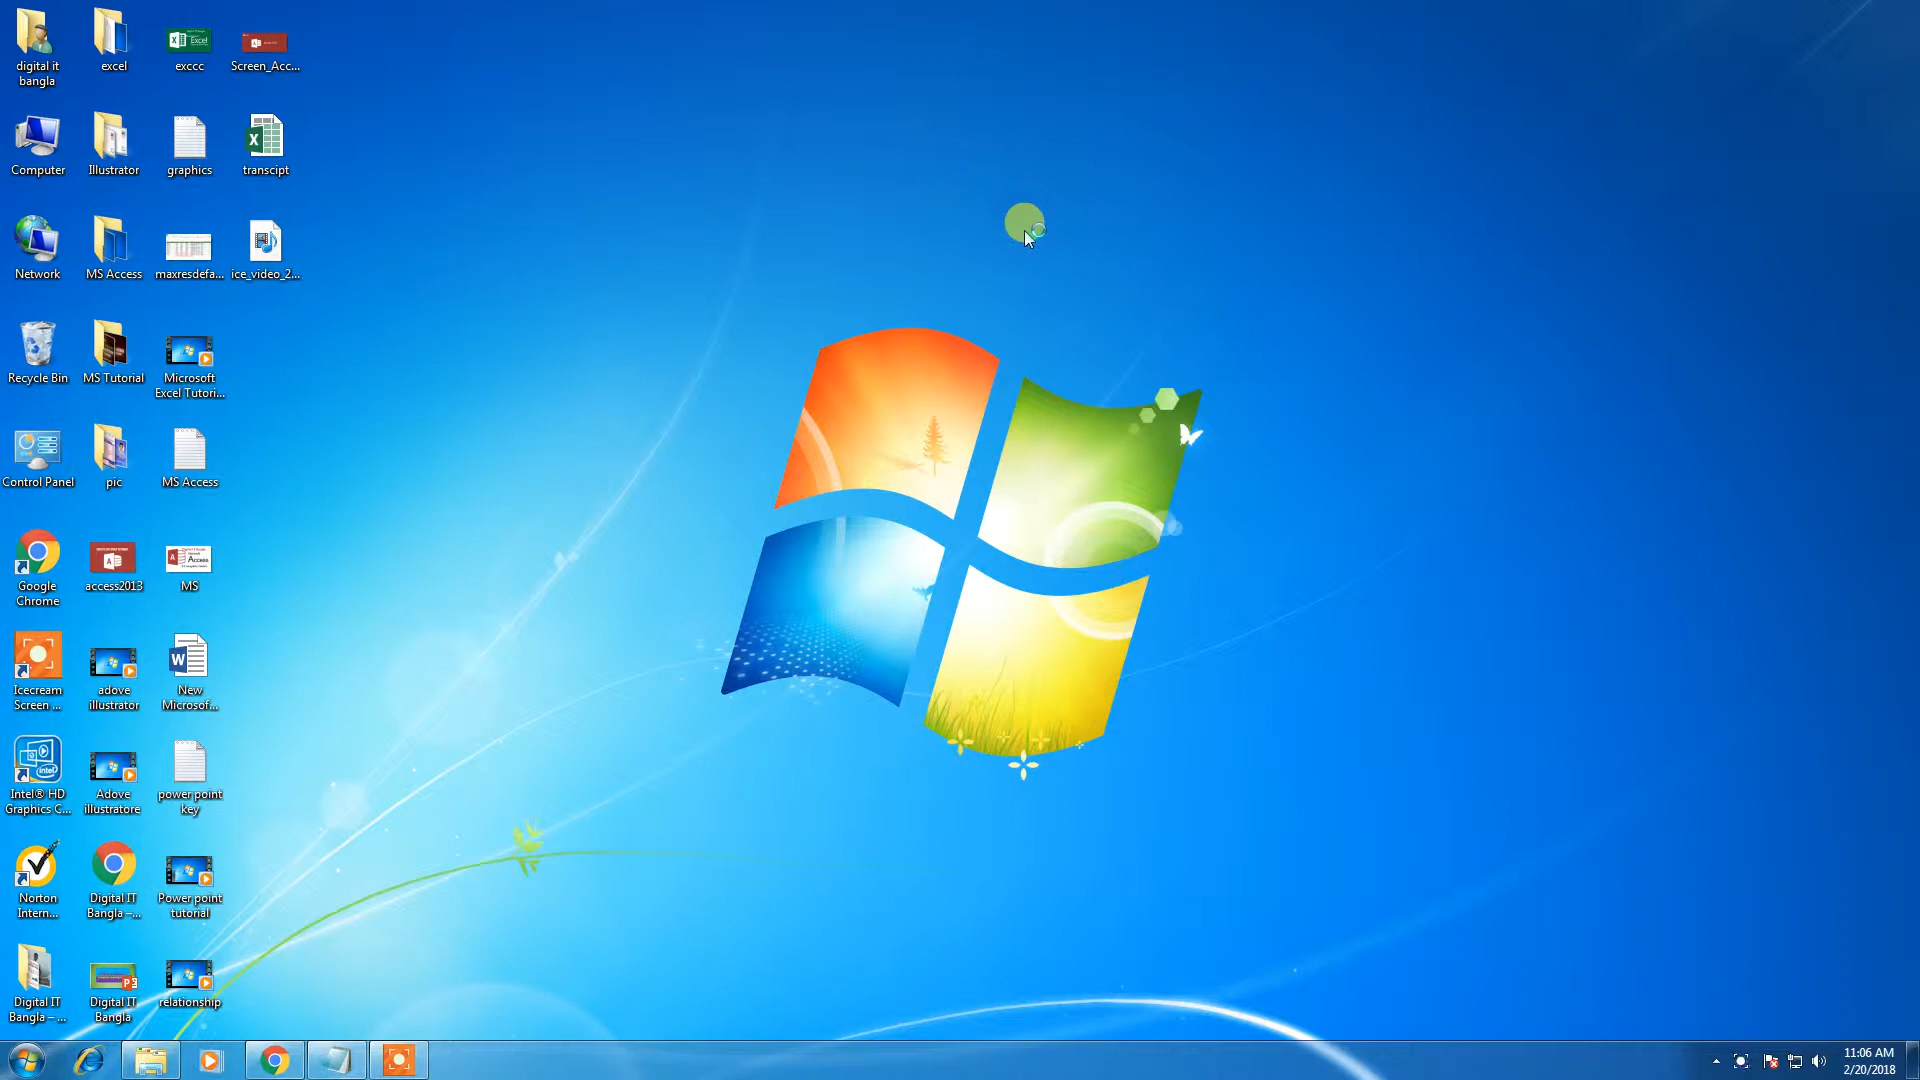 digital it
bangla
excel
exccc
Screen_Acc...
Computer
Illustrator
graphics
transcipt
Network
MS Access
maxresdefa...
ice_video_2...
Recycle Bin
MS Tutorial
Microsoft
Excel Tutori...
Control Panel
pic
MS Access
Google
Chrome
access2013
MS
Icecream
Screen ...
adove
illustrator
New
Microsof...
Intel® HD
Graphics C...
Adove
illustratore
power point
key
Norton
Intern...
Digital IT
Bangla –...
Power point
tutorial
Digital IT
Bangla – ...
Digital IT
Bangla
relationship
11:06 AM
2/20/2018